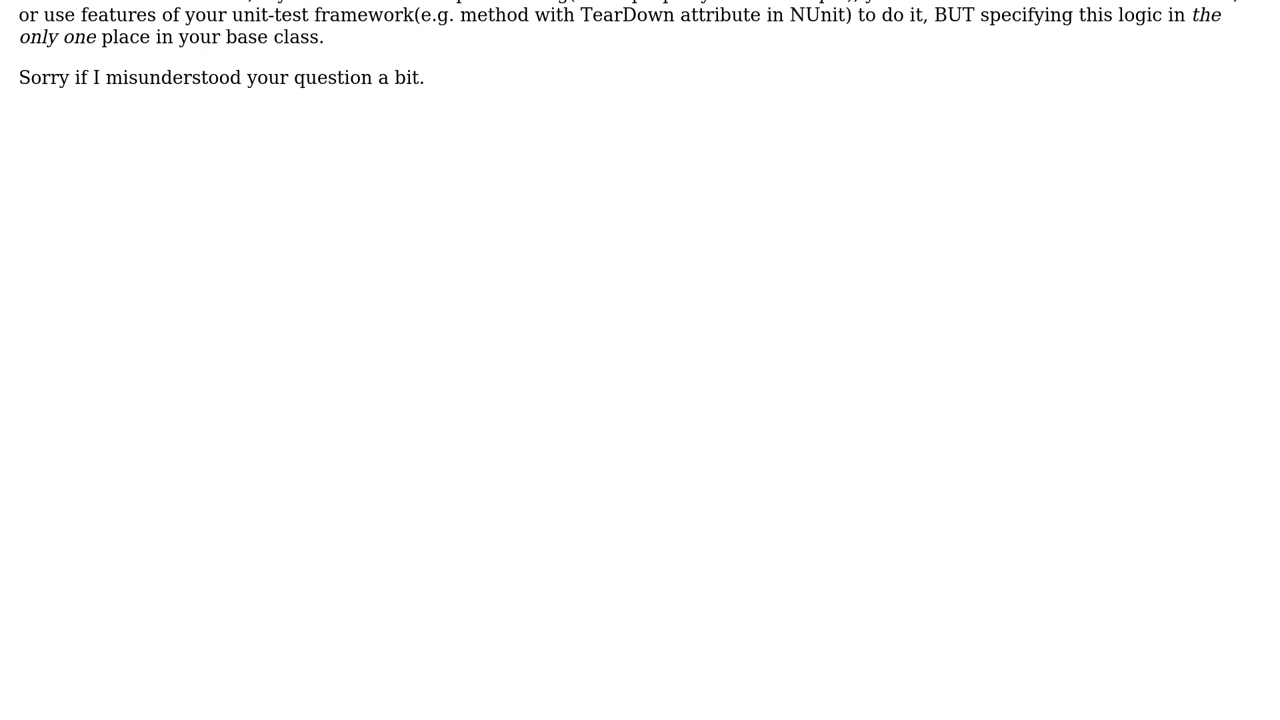 or use features of your unit-test framework(e.g. method with TearDown attribute in NUnit) to do it, BUT specifying this logic in the
only one place in your base class.
Sorry if I misunderstood your question a bit.